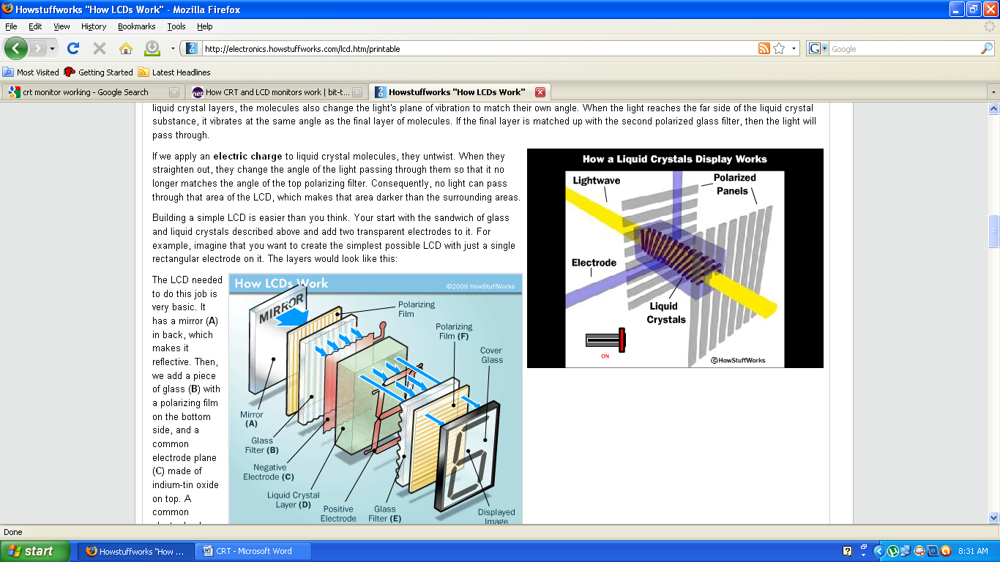 Howstuffworks "How LCDs Work" - Mozilla Firefox
File Edit View History Bookmarks Tools Help
http://electronics.howstuffworks.com/lcd.htm/printable
Google
Most Visited Getting Started Latest Headlines
crt monitor working - Google Search
How CRT and LCD monitors work | bit-t...
Howstuffworks "How LCDs Work"
liquid crystal layers, the molecules also change the light's plane of vibration to match their own angle. When the light reaches the far side of the liquid crystal
substance, it vibrates at the same angle as the final layer of molecules. If the final layer is matched up with the second polarized glass filter, then the light will
pass through.
If we apply an electric charge to liquid crystal molecules, they untwist. When they
straighten out, they change the angle of the light passing through them so that it no
longer matches the angle of the top polarizing filter. Consequently, no light can pass
through that area of the LCD, which makes that area darker than the surrounding areas.
Building a simple LCD is easier than you think. Your start with the sandwich of glass
and liquid crystals described above and add two transparent electrodes to it. For
example, imagine that you want to create the simplest possible LCD with just a single
rectangular electrode on it. The layers would look like this:
The LCD needed
to do this job is
very basic. It
has a mirror (A)
in back, which
makes it
reflective. Then,
we add a piece
of glass (B) with
a polarizing film
on the bottom
side, and a
common
electrode plane
(C) made of
indium-tin oxide
on top. A
common
How LCDs Work
©2009 HowStuffWorks
MIRROR
Polarizing
Film
Polarizing
Film (F)
Cover
Glass
Mirror
(A)
Glass
Filter (B)
Negative
Electrode (C)
Liquid Crystal
Layer (D)
Positive
Electrode
Glass
Filter (E)
Displayed
Image
How a Liquid Crystals Display Works
Lightwave
Polarized
Panels
Electrode
Liquid
Crystals
ON
©HowStuffWorks
Done
start
Howstuffworks "How ...
CRT - Microsoft Word
8:31 AM